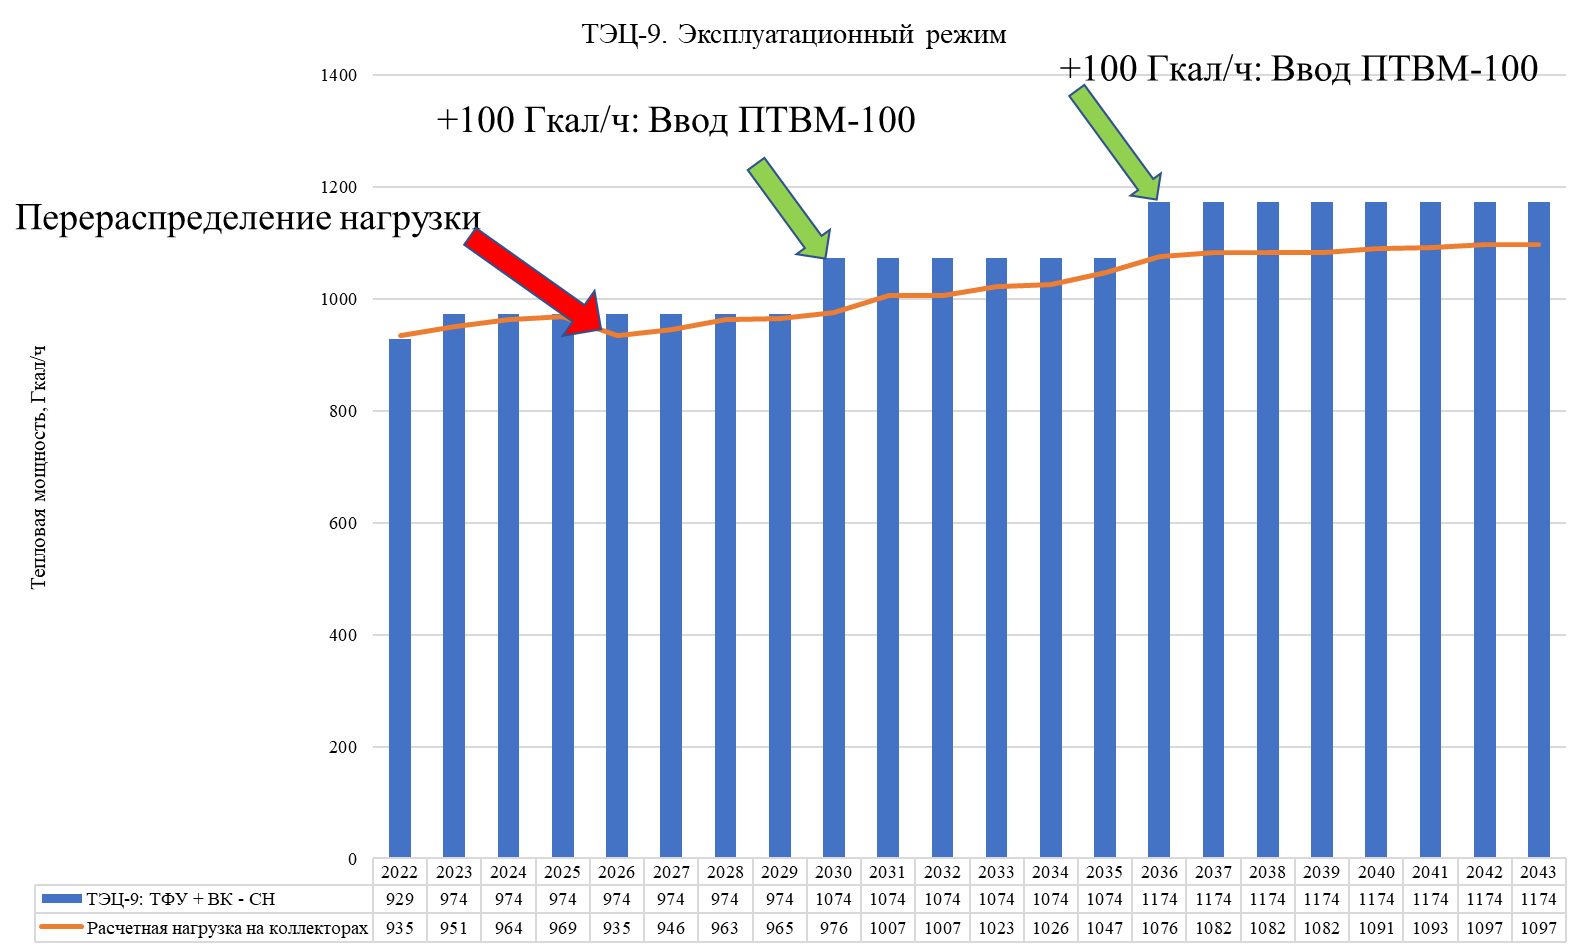 ТЭЦ-9. Эксплуатационный режим
+100 Гкал/ч: Ввод ПТВМ-100
+100 Гкал/ч: Ввод ПТВМ-100
Перераспределение нагрузки
Тепловая мощность, Гкал/ч
1400
1200
1000
800
600
400
200
0
2022 2023 2024 2025 2026 2027 2028 2029 2030 2031 2032 2033 2034 2035 2036 2037 2038 2039 2040 2041 2042 2043
ТЭЦ-9: ТФУ + ВК - СН 929 974 974 974 974 974 974 974 1074 1074 1074 1074 1074 1074 1174 1174 1174 1174 1174 1174 1174 1174
Расчетная нагрузка на коллекторах 935 951 964 969 935 946 963 965 976 1007 1007 1023 1026 1047 1076 1082 1082 1082 1091 1093 1097 1097